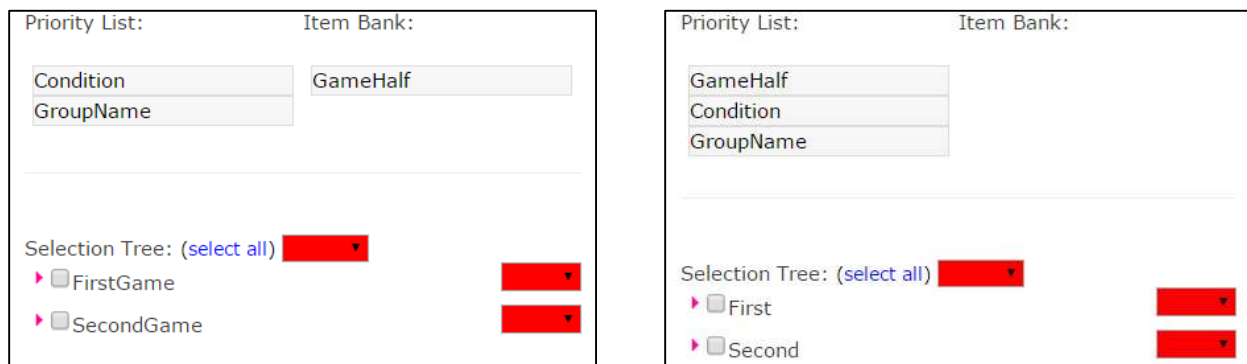 Priority List: Item Bank:
Condition GameHalf
GroupName
Selection Tree: (select all)
FirstGame
SecondGame
Priority List: Item Bank:
GameHalf
Condition
GroupName
Selection Tree: (select all)
First
Second